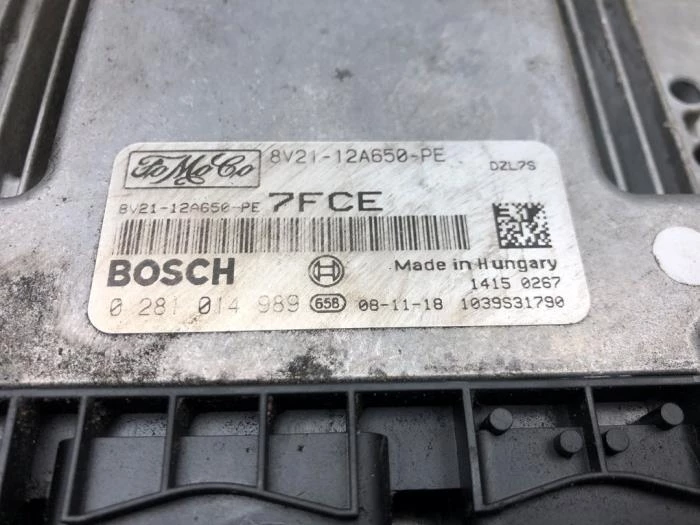 FoMoCo 8V21-12A650-PE DZL7S
8V21-12A650-PE 7FCE
BOSCH Made in Hungary
1415 0267
0 281 014 989 658 08-11-18 1039S31790